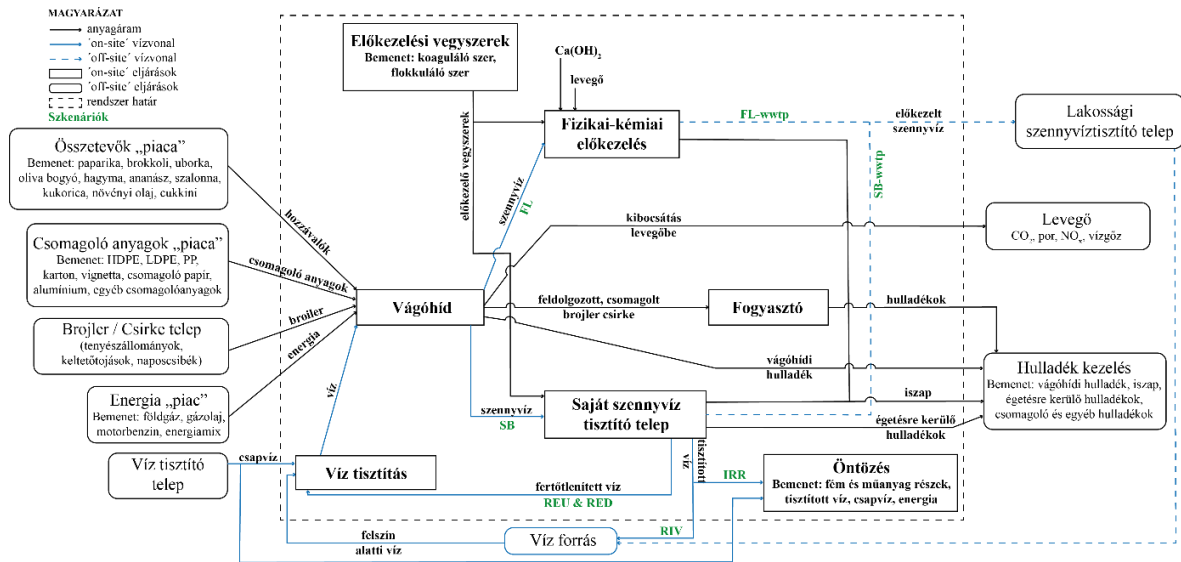 MAGYARÁZAT
anyagáram
'on-site' vízvonal
'off-site' vízvonal
'on-site' eljárások
'off-site' eljárások
rendszer határ
Szkenáriók
Összetevők „piaca”
Bemenet: paprika, brokkoli, uborka,
oliva bogyó, hagyma, ananász, szalonna,
kukorica, növényi olaj, cukkini
Csomagoló anyagok „piaca”
Bemenet: HDPE, LDPE, PP,
karton, vignetta, csomagoló papír,
alumínium, egyéb csomagolóanyagok
Brojler / Csirke telep
(tenyészállományok,
keltetőtojások, naposcsibék)
Energia „piac”
Bemenet: földgáz, gázolaj,
motorbenzin, energiamix
Víz tisztító
telep
hozzávalók
csomagoló anyagok
broiler
energia
víz
csapvíz
Előkezelési vegyszerek
Bemenet: koaguláló szer,
flokkuláló szer
előkezelő vegyszerek
Ca(OH)₂
levegő
Fizikai-kémiai
előkezelés
szennyvíz
FL
FL-wwtp
SB-wwtp
előkezelt
szennyvíz
Lakossági
szennyvíztisztító telep
kibocsátás
levegőbe
Levegő
CO₂, por, NOₓ, vízgőz
Vágóhíd
feldolgozott, csomagolt
brojler csirke
Fogyasztó
hulladékok
vágóhídi
hulladék
Hulladék kezelés
Bemenet: vágóhídi hulladék, iszap,
égetésre kerülő hulladékok,
csomagoló és egyéb hulladékok
szennyvíz
SB
Saját szennyvíz
tisztító telep
iszap
égetésre kerülő
hulladékok
Víz tisztítás
fertőtlenített víz
REU & RED
tisztított
víz
IRR
Öntözés
Bemenet: fém és műanyag részek,
tisztított víz, csapvíz, energia
RIV
felszín
alatti víz
Víz forrás